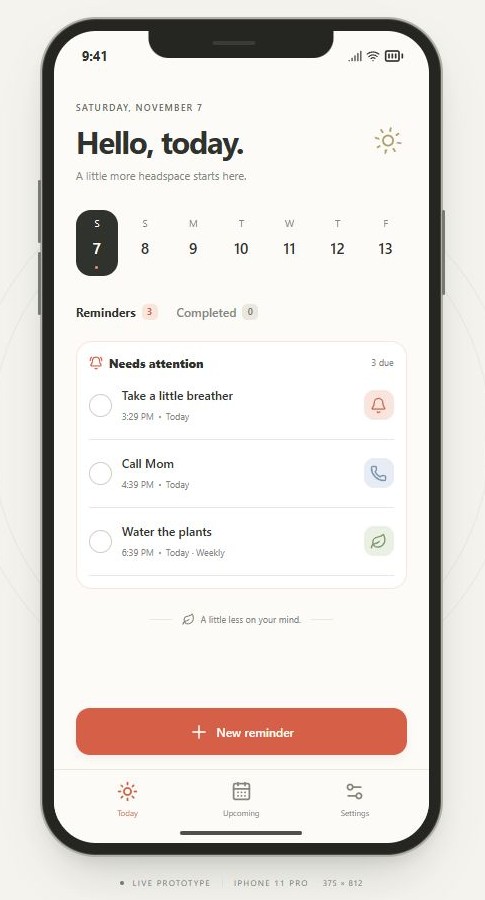 9:41
SATURDAY, NOVEMBER 7
Hello, today.
A little more headspace starts here.
S S M T W T F
7 8 9 10 11 12 13
Reminders 3 Completed 0
Needs attention 3 due
Take a little breather
3:29 PM • Today
Call Mom
4:39 PM • Today
Water the plants
6:39 PM • Today · Weekly
A little less on your mind.
New reminder
Today Upcoming Settings
LIVE PROTOTYPE IPHONE 11 PRO 375 × 812